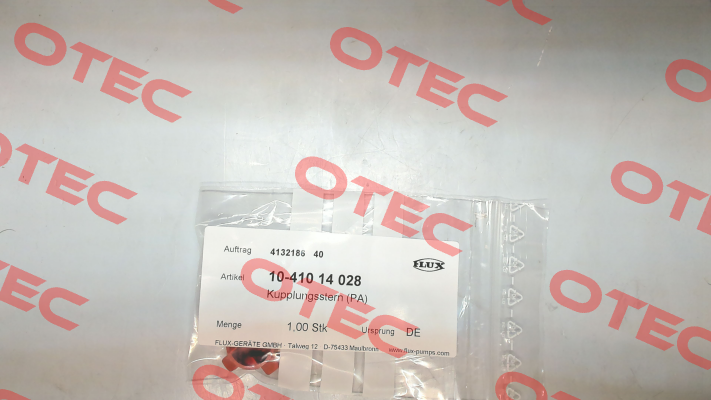 OTEC
OTEC
OTEC
OTEC
OTEC
OTEC
OTEC
OTEC
Auftrag 4132186 40
FLUX
Artikel 10-410 14 028
Kupplungsstern (PA)
Menge 1,00 Stk Ursprung DE
FLUX-GERÄTE GMBH · Talweg 12 · D-75433 Maulbronn · www.flux-pumps.com